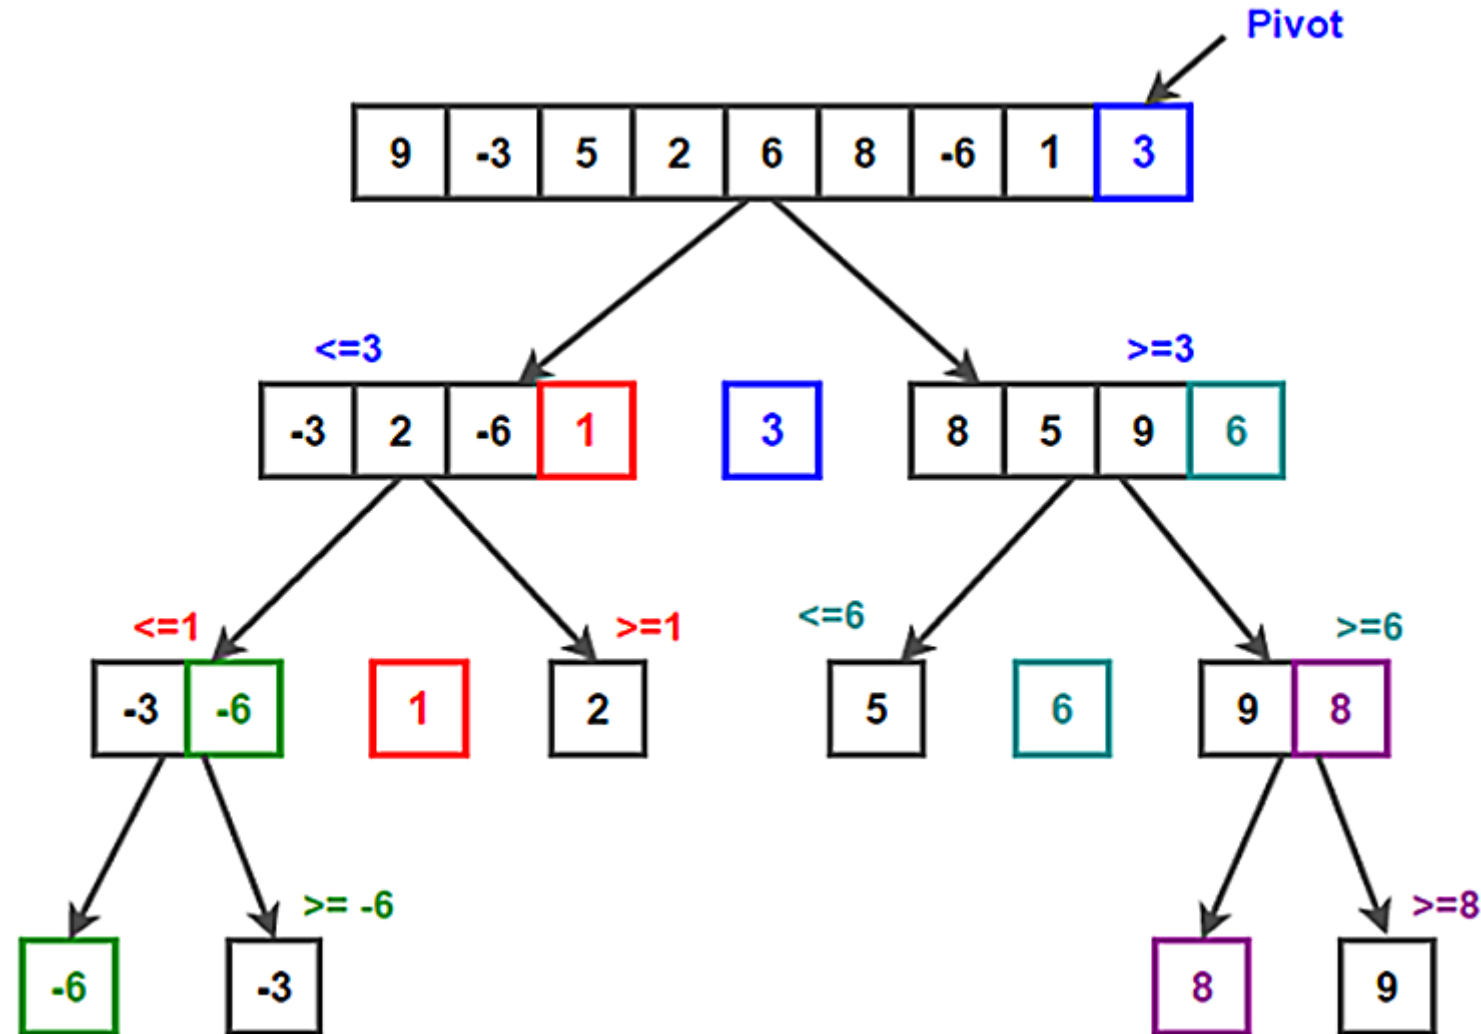 Pivot
9 -3 5 2 6 8 -6 1 3
<=3 >=3
-3 2 -6 1 3 8 5 9 6
<=1 >=1 <=6 >=6
-3 -6 1 2 5 6 9 8
>= -6 >=8
-6 -3 8 9